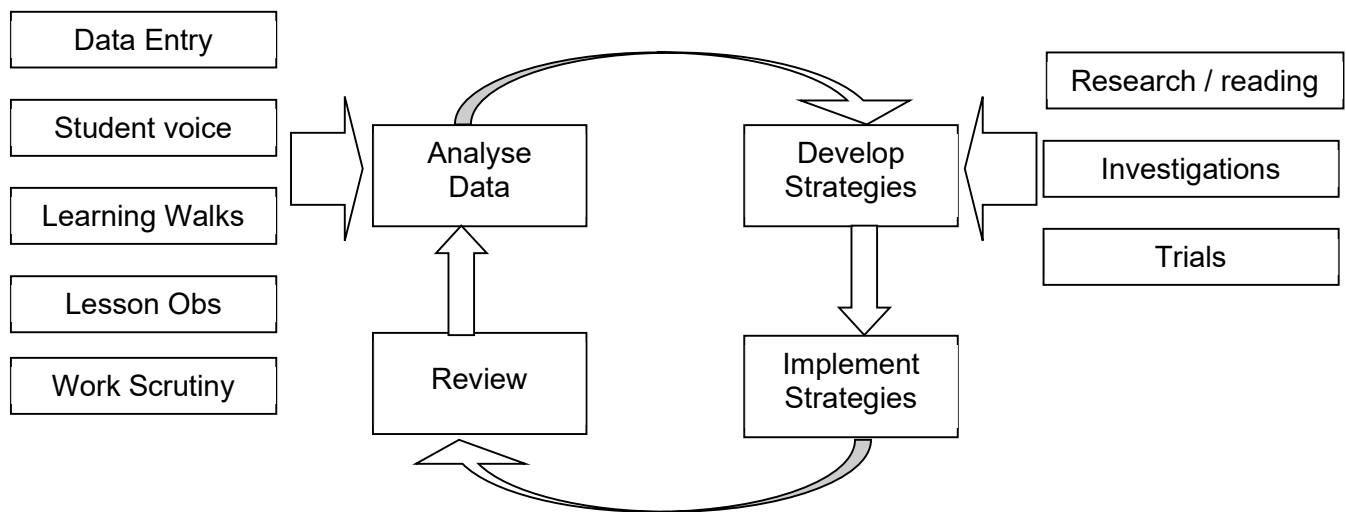 Data Entry
Student voice
Learning Walks
Lesson Obs
Work Scrutiny
Analyse
Data
Develop
Strategies
Review
Implement
Strategies
Research / reading
Investigations
Trials